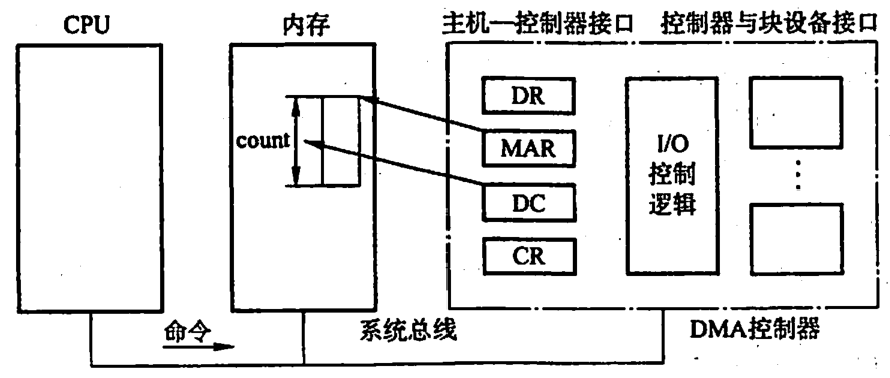 CPU
内存
主机—控制器接口
控制器与块设备接口
count
DR
MAR
DC
CR
I/O
控制
逻辑
命令
系统总线
DMA控制器